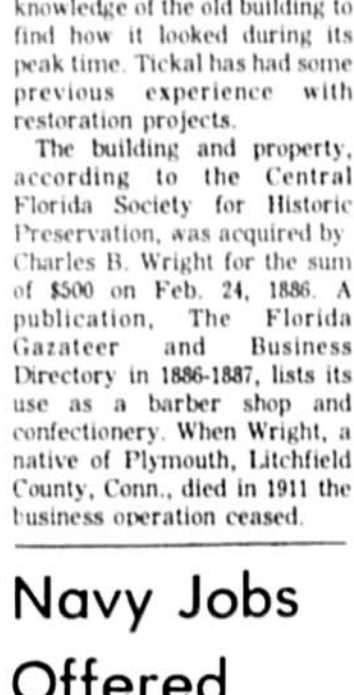 knowledge of the old building to
find how it looked during its
peak time. Tickal has had some
previous experience with
restoration projects.
The building and property,
according to the Central
Florida Society for Historic
Preservation, was acquired by
Charles B. Wright for the sum
of $500 on Feb. 24, 1886. A
publication, The Florida
Gazateer and Business
Directory in 1886-1887, lists its
use as a barber shop and
confectionery. When Wright, a
native of Plymouth, Litchfield
County, Conn., died in 1911 the
business operation ceased.
Navy Jobs
Offered